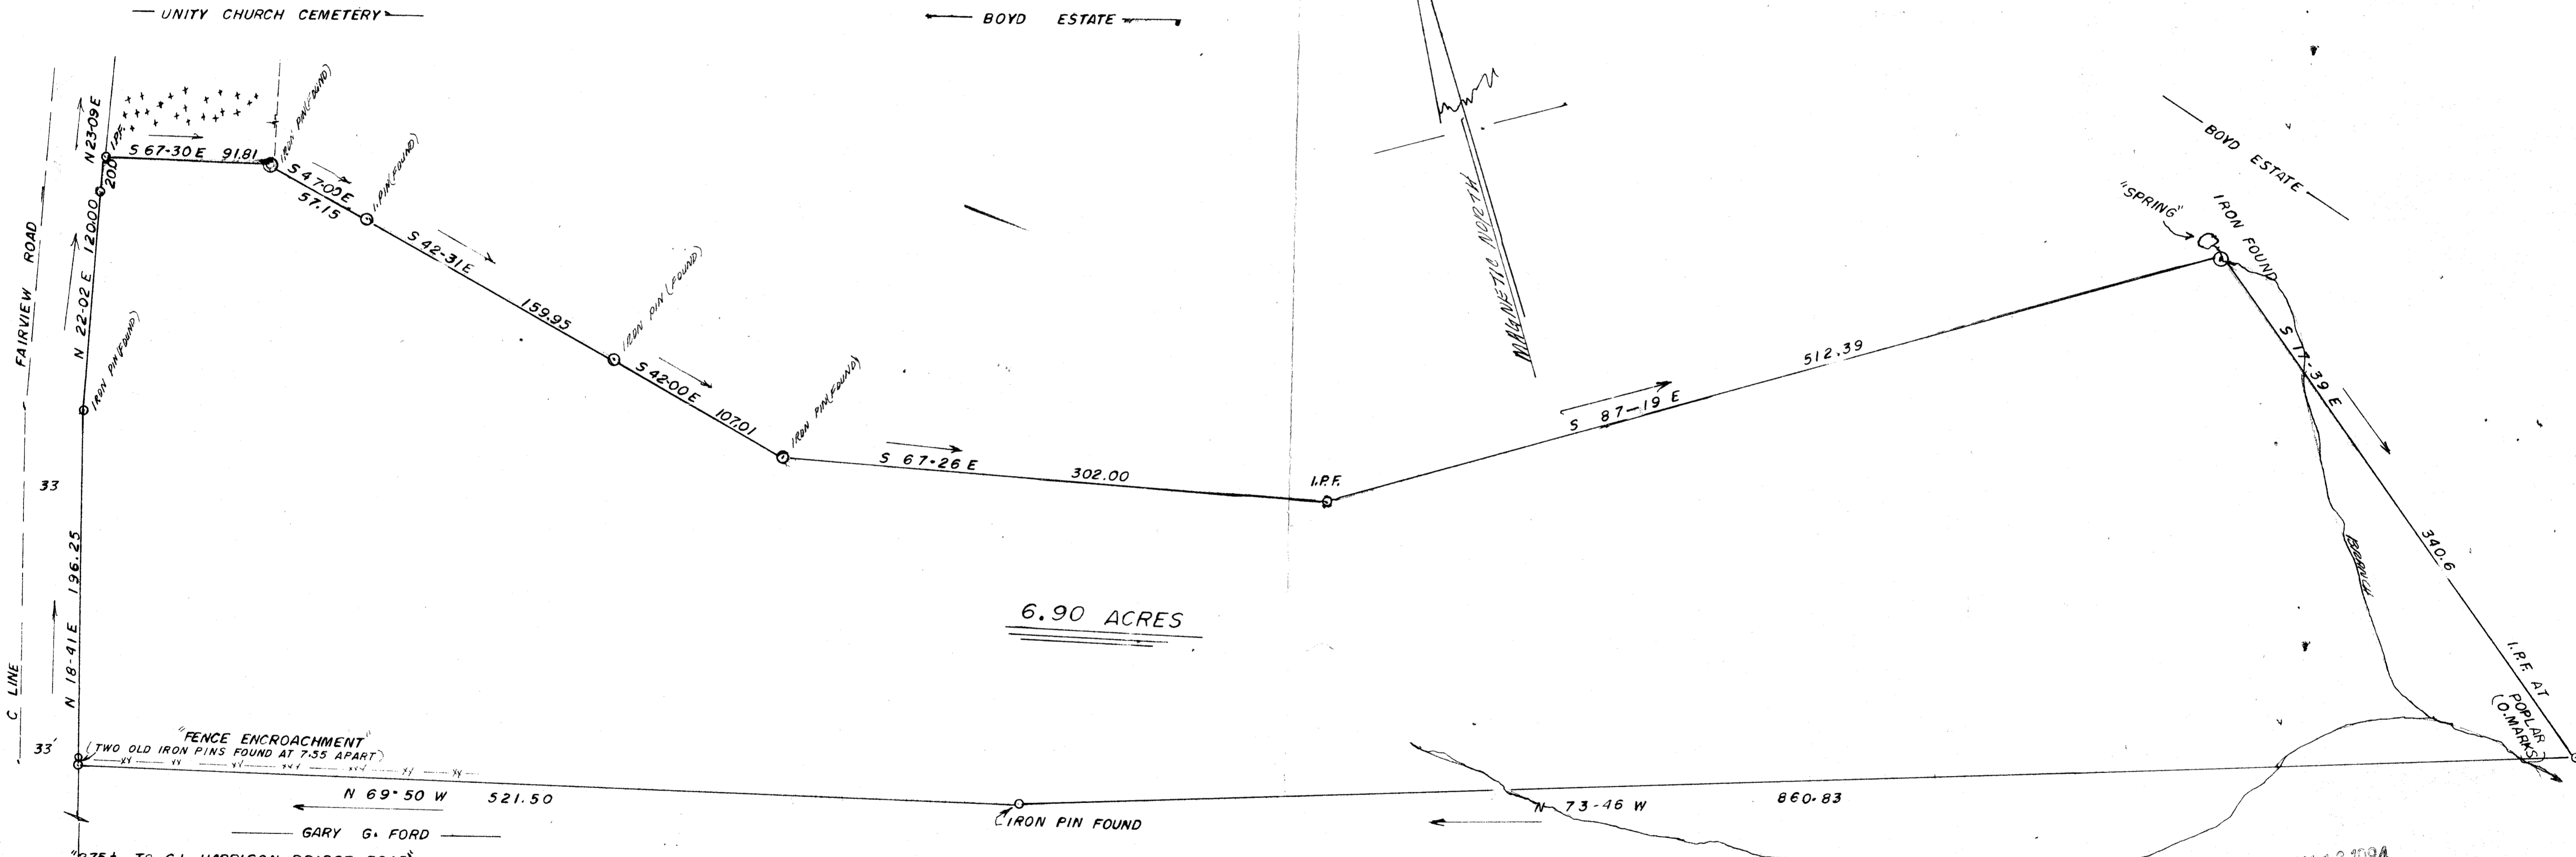 UNITY CHURCH CEMETERY
BOYD ESTATE
N 23-09 E
20.0
I.P.F.
S 67-30 E 91.81
IRON PIN (FOUND)
S 47-00 E
57.15
I. PIN (FOUND)
S 42-31 E
159.95
IRON PIN (FOUND)
S 42-00 E
107.01
IRON PIN (FOUND)
S 67-26 E
302.00
I.P.F.
MAGNETIC NORTH
S 87-19 E
512.39
BOYD ESTATE
"SPRING"
IRON FOUND
S 17-39 E
340.6
BRANCH
I.P.F. AT
POPLAR
(O.MARKS)
FAIRVIEW ROAD
N 22-02 E 120.00
IRON PIN (FOUND)
33
N 18-41 E 196.25
C LINE
33'
6.90 ACRES
"FENCE ENCROACHMENT"
(TWO OLD IRON PINS FOUND AT 7.55 APART)
N 69-50 W 521.50
IRON PIN FOUND
N 73-46 W 860.83
GARY G. FORD